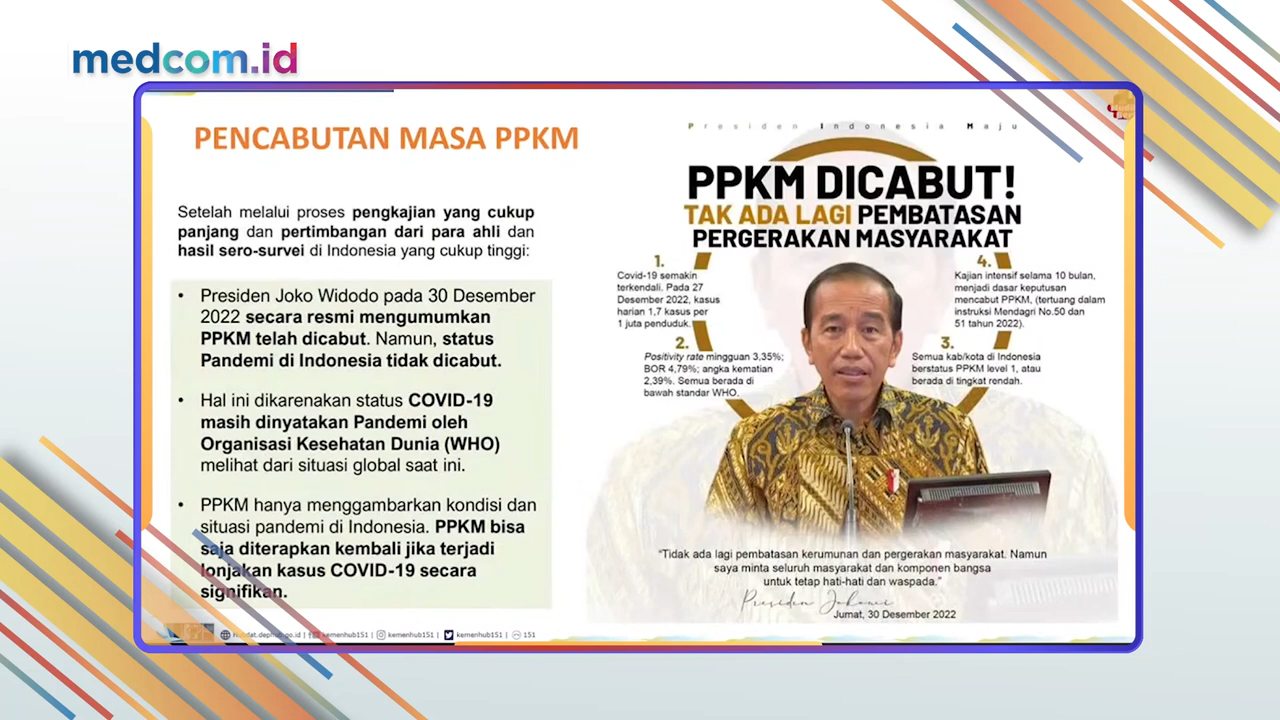 medcom.id
PENCABUTAN MASA PPKM
Setelah melalui proses pengkajian yang cukup
panjang dan pertimbangan dari para ahli dan
hasil sero-survei di Indonesia yang cukup tinggi:
• Presiden Joko Widodo pada 30 Desember
2022 secara resmi mengumumkan
PPKM telah dicabut. Namun, status
Pandemi di Indonesia tidak dicabut.
• Hal ini dikarenakan status COVID-19
masih dinyatakan Pandemi oleh
Organisasi Kesehatan Dunia (WHO)
melihat dari situasi global saat ini.
• PPKM hanya menggambarkan kondisi dan
situasi pandemi di Indonesia. PPKM bisa
saja diterapkan kembali jika terjadi
lonjakan kasus COVID-19 secara
signifikan.
Presiden Indonesia Maju
PPKM DICABUT!
TAK ADA LAGI PEMBATASAN
PERGERAKAN MASYARAKAT
1.
Covid-19 semakin
terkendali. Pada 27
Desember 2022, kasus
harian 1,7 kasus per
1 juta penduduk.
2.
Positivity rate mingguan 3,35%;
BOR 4,79%; angka kematian
2,39%. Semua berada di
bawah standar WHO.
4.
Kajian intensif selama 10 bulan,
menjadi dasar keputusan
mencabut PPKM, (tertuang dalam
instruksi Mendagri No.50 dan
51 tahun 2022).
3.
Semua kab/kota di Indonesia
berstatus PPKM level 1, atau
berada di tingkat rendah.
"Tidak ada lagi pembatasan kerumunan dan pergerakan masyarakat. Namun
saya minta seluruh masyarakat dan komponen bangsa
untuk tetap hati-hati dan waspada."
Presiden Jokowi
Jumat, 30 Desember 2022
kemenhub151 | kemenhub151 | kemenhub151 | 151